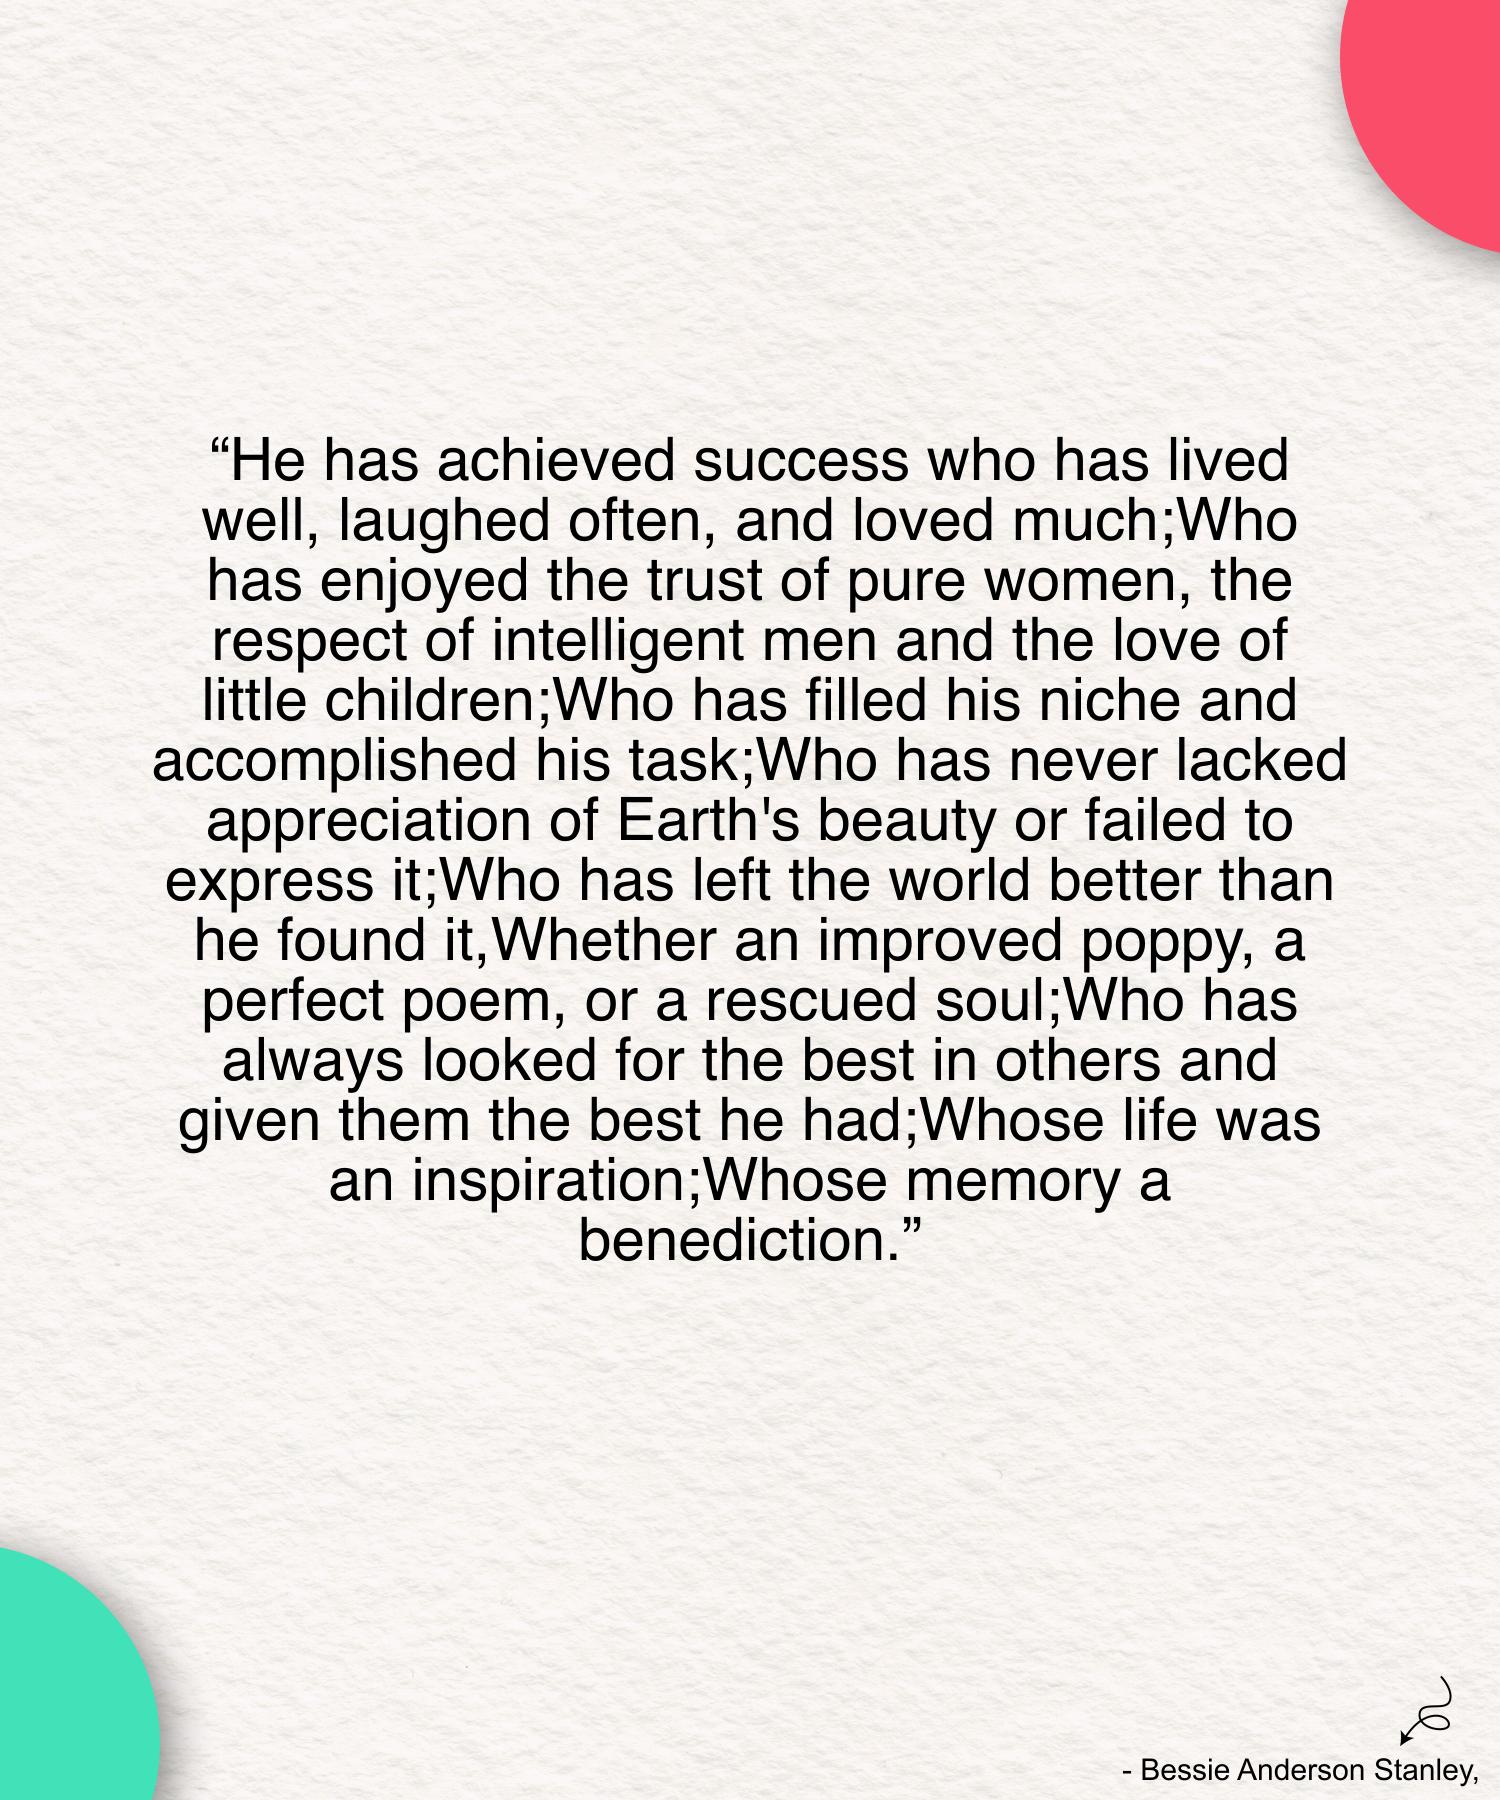 “He has achieved success who has lived
well, laughed often, and loved much;Who
has enjoyed the trust of pure women, the
respect of intelligent men and the love of
little children;Who has filled his niche and
accomplished his task;Who has never lacked
appreciation of Earth's beauty or failed to
express it;Who has left the world better than
he found it,Whether an improved poppy, a
perfect poem, or a rescued soul;Who has
always looked for the best in others and
given them the best he had;Whose life was
an inspiration;Whose memory a
benediction.”
- Bessie Anderson Stanley,